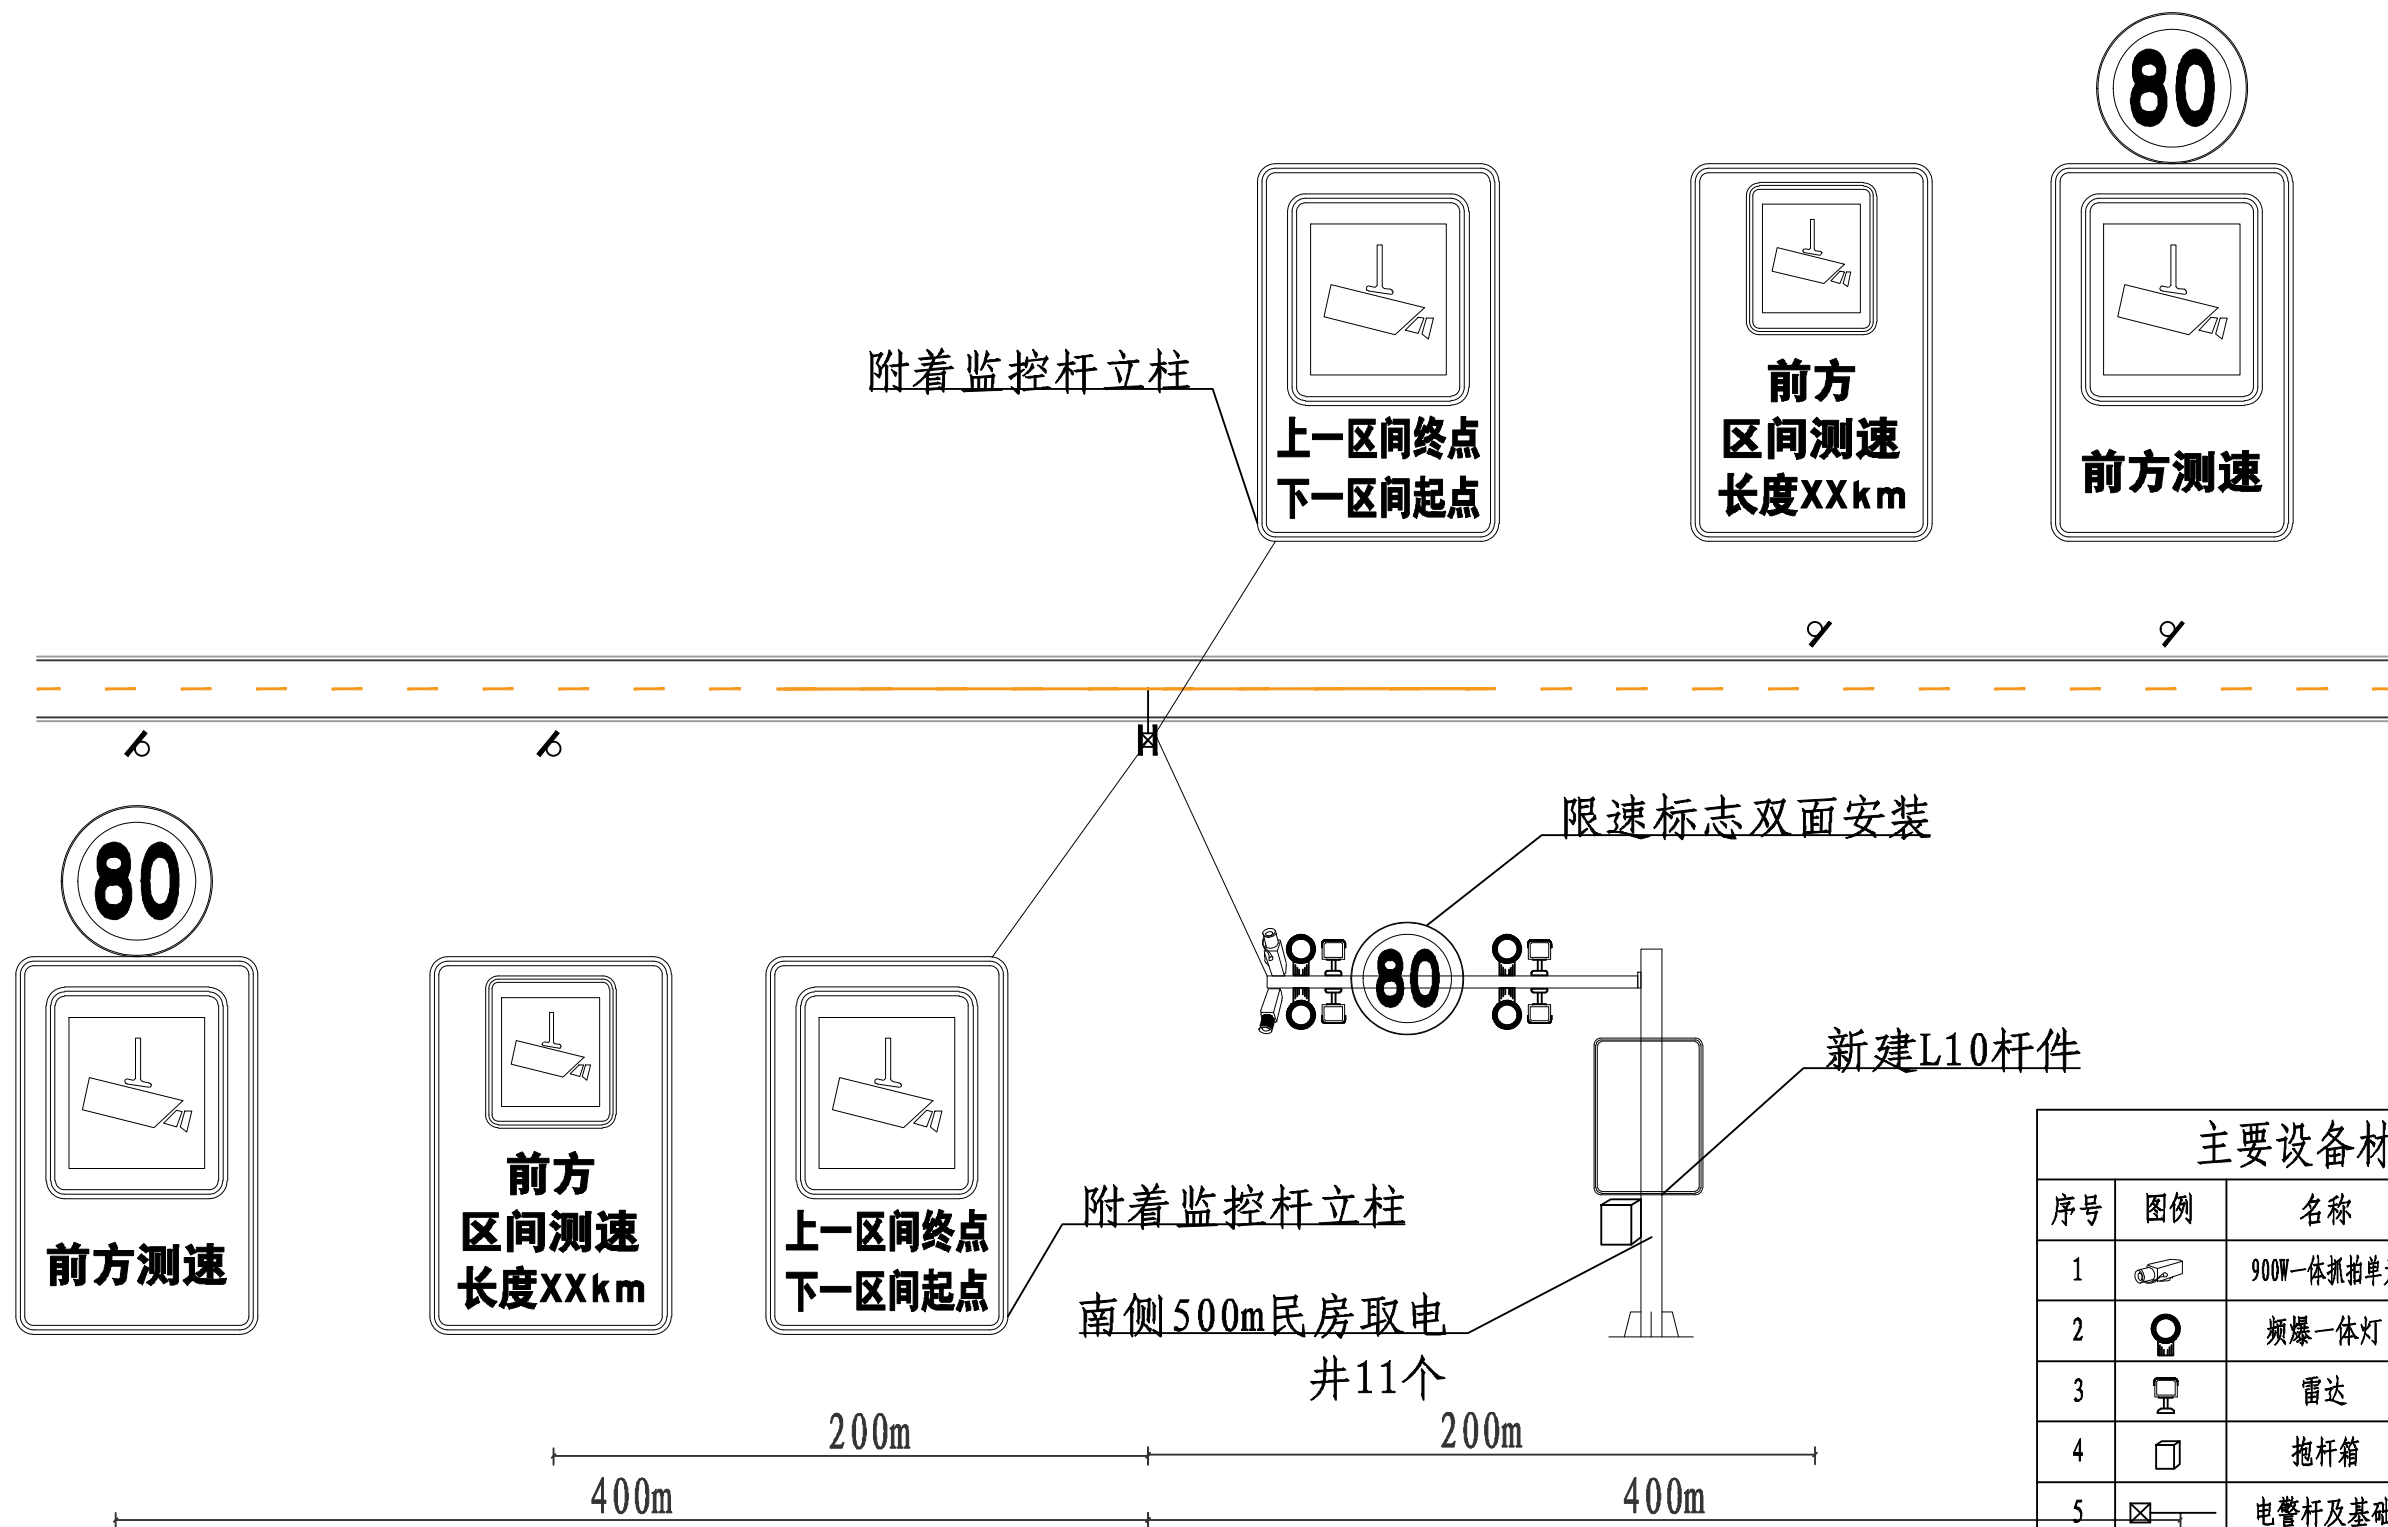 80
附着监控杆立柱
上一区间终点
下一区间起点
前方
区间测速
长度XXkm
前方测速
限速标志双面安装
80
前方测速
前方
区间测速
长度XXkm
上一区间终点
下一区间起点
80
新建L10杆件
附着监控杆立柱
南侧500m民房取电
井11个
200m
200m
400m
400m
主要设备材
序号 图例 名称
1 900W一体抓拍单
2 频爆一体灯
3 雷达
4 抱杆箱
5 电警杆及基础